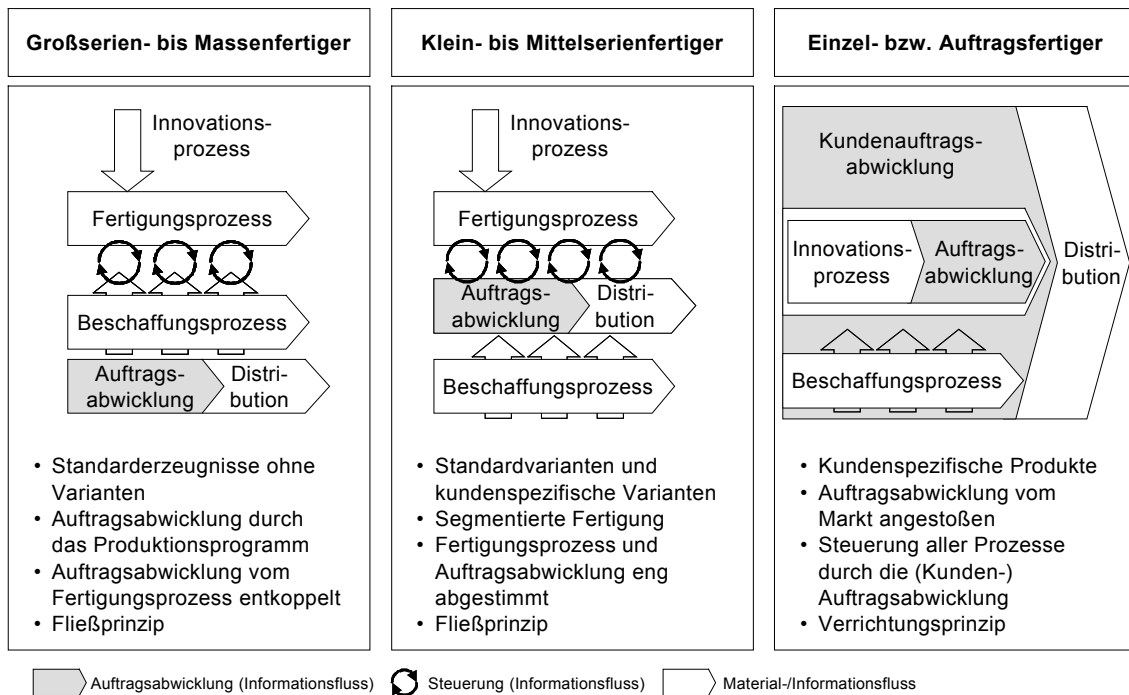 Großserien- bis Massenfertiger
Innovations-
prozess
Fertigungsprozess
Beschaffungsprozess
Auftrags-
abwicklung
Distri-
bution
• Standarderzeugnisse ohne
Varianten
• Auftragsabwicklung durch
das Produktionsprogramm
• Auftragsabwicklung vom
Fertigungsprozess entkoppelt
• Fließprinzip
Klein- bis Mittelserienfertiger
Innovations-
prozess
Fertigungsprozess
Auftrags-
abwicklung
Distri-
bution
Beschaffungsprozess
• Standardvarianten und
kundenspezifische Varianten
• Segmentierte Fertigung
• Fertigungsprozess und
Auftragsabwicklung eng
abgestimmt
• Fließprinzip
Einzel- bzw. Auftragsfertiger
Kundenauftrags-
abwicklung
Innovations-
prozess
Auftrags-
abwicklung
Distri-
bution
Beschaffungsprozess
• Kundenspezifische Produkte
• Auftragsabwicklung vom
Markt angestoßen
• Steuerung aller Prozesse
durch die (Kunden-)
Auftragsabwicklung
• Verrichtungsprinzip
Auftragsabwicklung (Informationsfluss)
Steuerung (Informationsfluss)
Material-/Informationsfluss